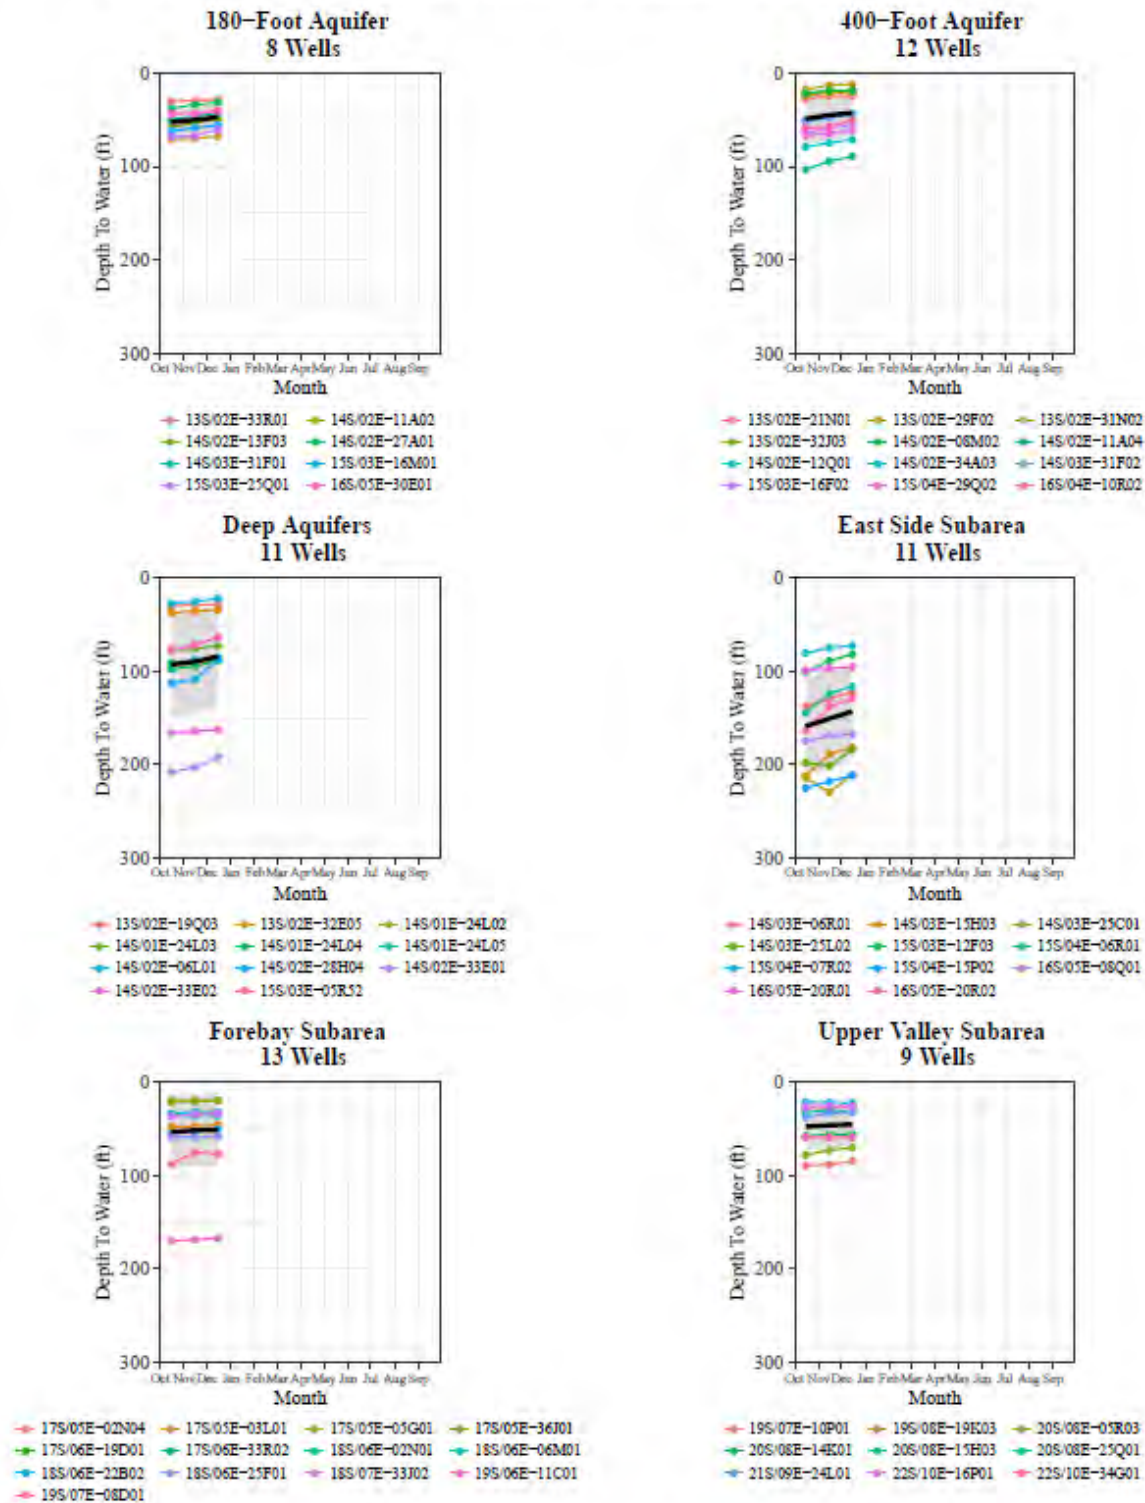 180−Foot Aquifer
8 Wells
0
100
200
300
Depth To Water (ft)
Oct Nov Dec Jan Feb Mar Apr May Jun Jul Aug Sep
Month
13S/02E−33R01 14S/02E−11A02
14S/02E−13F03 14S/02E−27A01
14S/03E−31F01 15S/03E−16M01
15S/03E−25Q01 16S/05E−30E01
400−Foot Aquifer
12 Wells
0
100
200
300
Depth To Water (ft)
Oct Nov Dec Jan Feb Mar Apr May Jun Jul Aug Sep
Month
13S/02E−21N01 13S/02E−29F02 13S/02E−31N02
13S/02E−32J03 14S/02E−08M02 14S/02E−11A04
14S/02E−12Q01 14S/02E−34A03 14S/03E−31F02
15S/03E−16F02 15S/04E−29Q02 16S/04E−10R02
Deep Aquifers
11 Wells
0
100
200
300
Depth To Water (ft)
Oct Nov Dec Jan Feb Mar Apr May Jun Jul Aug Sep
Month
13S/02E−19Q03 13S/02E−32E05 14S/01E−24L02
14S/01E−24L03 14S/01E−24L04 14S/01E−24L05
14S/02E−06L01 14S/02E−28H04 14S/02E−33E01
14S/02E−33E02 15S/03E−05R52
East Side Subarea
11 Wells
0
100
200
300
Depth To Water (ft)
Oct Nov Dec Jan Feb Mar Apr May Jun Jul Aug Sep
Month
14S/03E−06R01 14S/03E−15H03 14S/03E−25C01
14S/03E−25L02 15S/03E−12F03 15S/04E−06R01
15S/04E−07R02 15S/04E−15P02 16S/05E−08Q01
16S/05E−20R01 16S/05E−20R02
Forebay Subarea
13 Wells
0
100
200
300
Depth To Water (ft)
Oct Nov Dec Jan Feb Mar Apr May Jun Jul Aug Sep
Month
17S/05E−02N04 17S/05E−03L01 17S/05E−05G01 17S/05E−36J01
17S/06E−19D01 17S/06E−33R02 18S/06E−02N01 18S/06E−06M01
18S/06E−22B02 18S/06E−25F01 18S/07E−33J02 19S/06E−11C01
19S/07E−08D01
Upper Valley Subarea
9 Wells
0
100
200
300
Depth To Water (ft)
Oct Nov Dec Jan Feb Mar Apr May Jun Jul Aug Sep
Month
19S/07E−10P01 19S/08E−19K03 20S/08E−05R03
20S/08E−14K01 20S/08E−15H03 20S/08E−25Q01
21S/09E−24L01 22S/10E−16P01 22S/10E−34G01